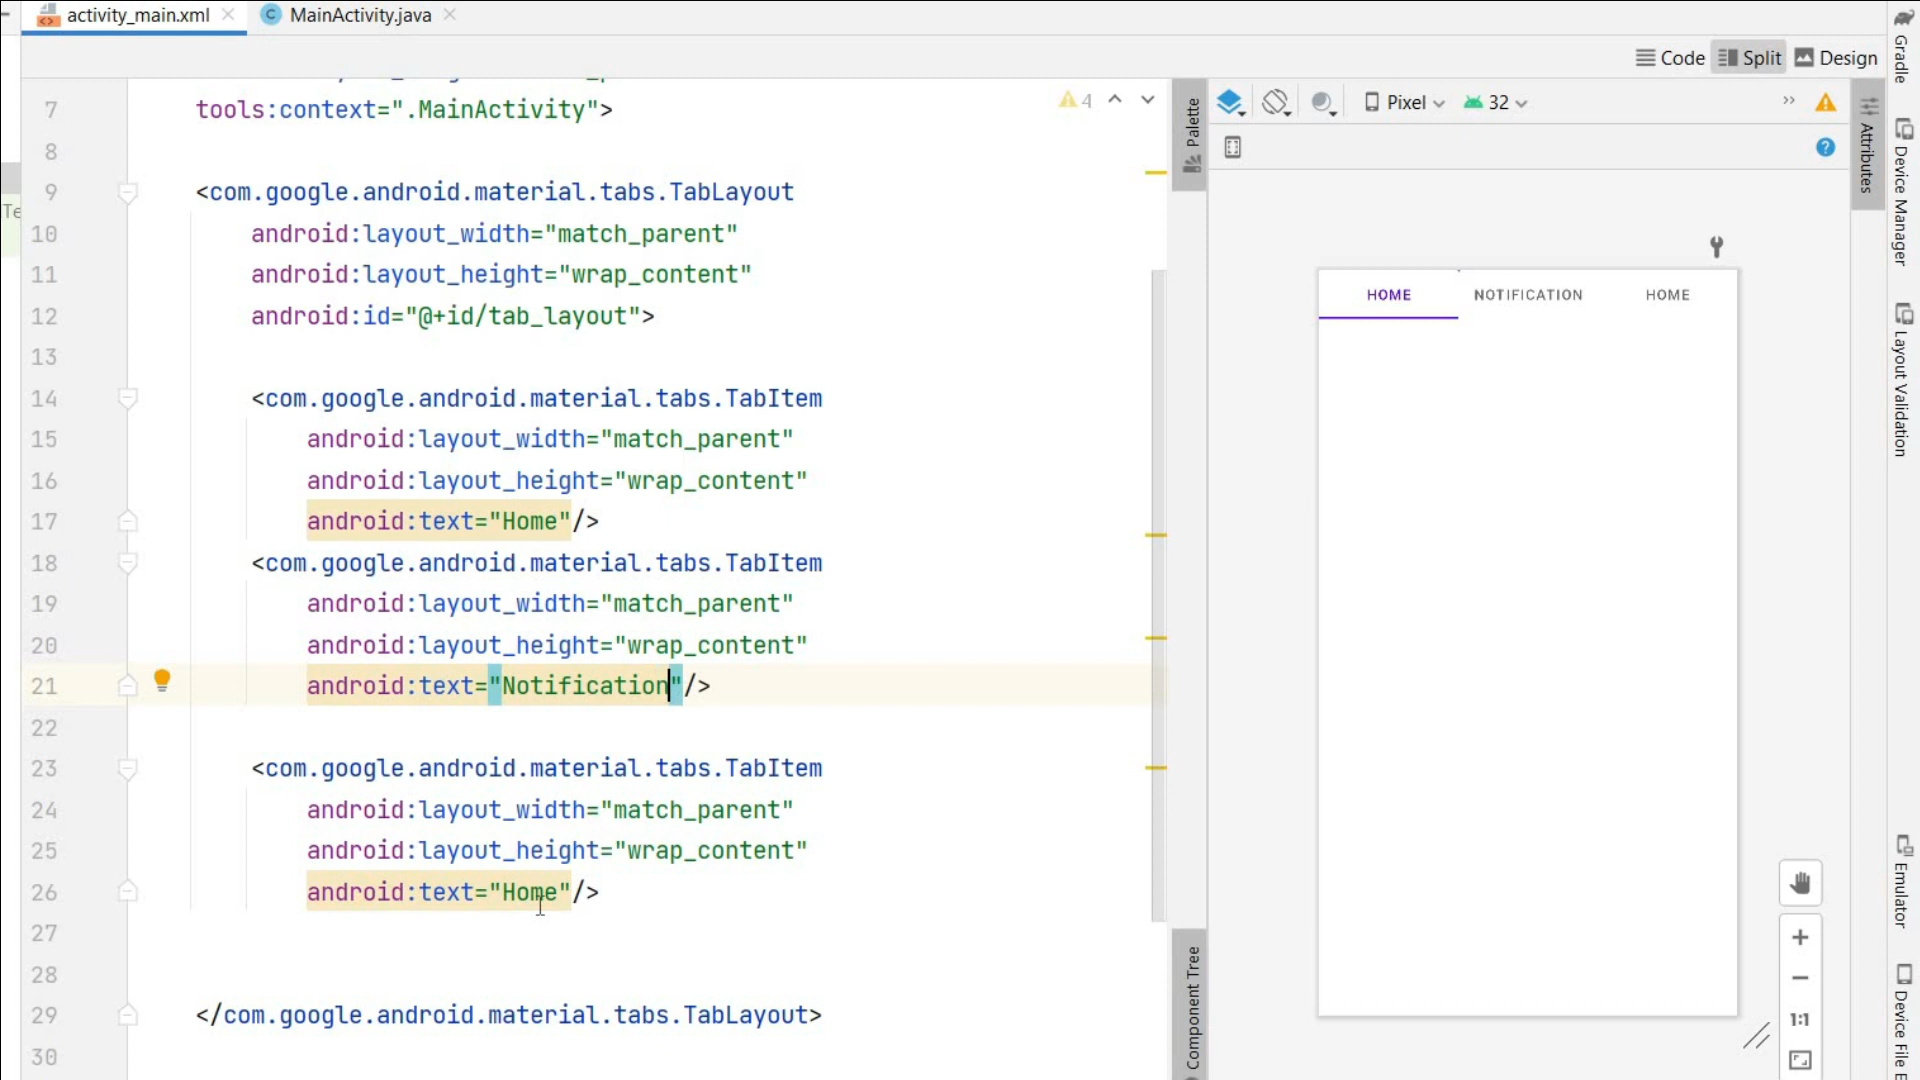 activity_main.xml
MainActivity.java
Code
Split
Design
7 tools:context=".MainActivity">
4
8
9 <com.google.android.material.tabs.TabLayout
10 android:layout_width="match_parent"
11 android:layout_height="wrap_content"
12 android:id="@+id/tab_layout">
13
14 <com.google.android.material.tabs.TabItem
15 android:layout_width="match_parent"
16 android:layout_height="wrap_content"
17 android:text="Home"/>
18 <com.google.android.material.tabs.TabItem
19 android:layout_width="match_parent"
20 android:layout_height="wrap_content"
21 android:text="Notification"/>
22
23 <com.google.android.material.tabs.TabItem
24 android:layout_width="match_parent"
25 android:layout_height="wrap_content"
26 android:text="Home"/>
27
28
29 </com.google.android.material.tabs.TabLayout>
30
Te
Palette
Component Tree
Pixel
32
HOME
NOTIFICATION
HOME
1:1
Attributes
Gradle
Device Manager
Layout Validation
Emulator
Device File E